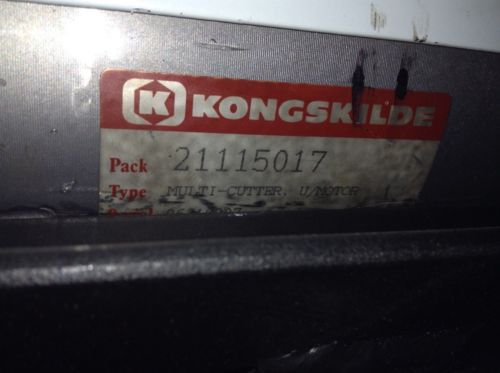 K KONGSKILDE
Pack 21115017
Type MULTI-CUTTER. U/MOTOR